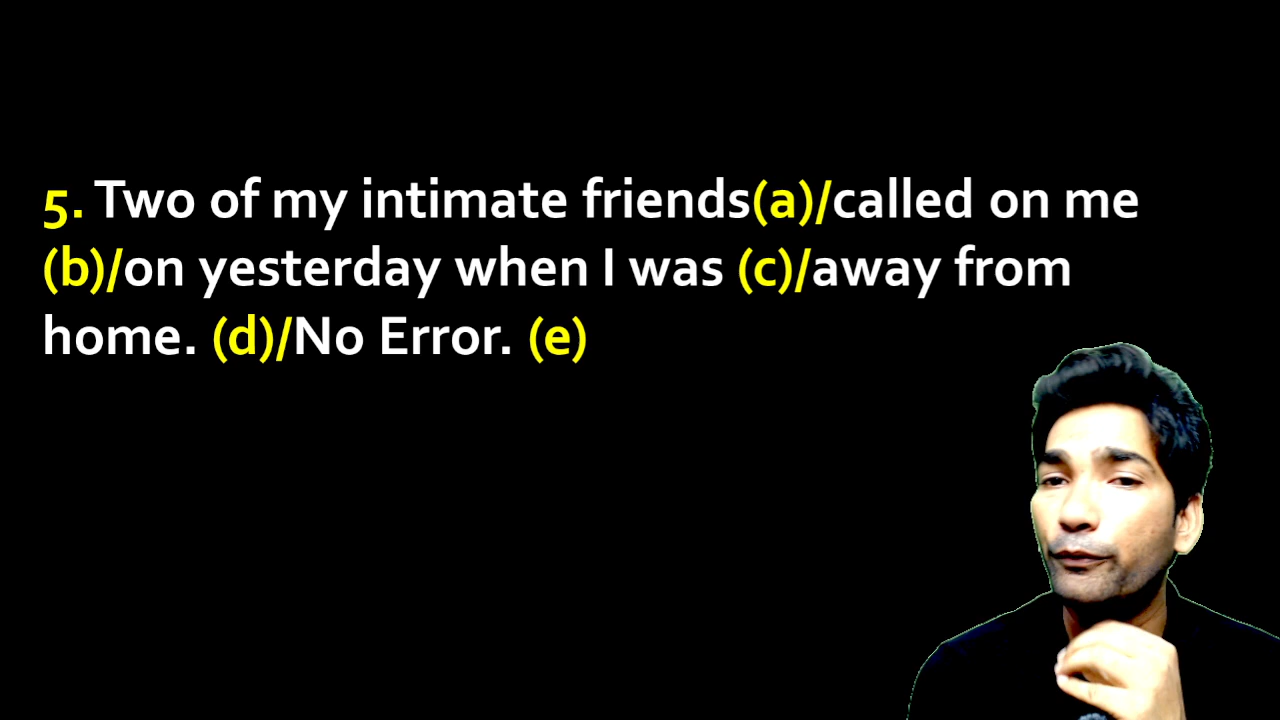 5. Two of my intimate friends(a)/called on me
(b)/on yesterday when I was (c)/away from
home. (d)/No Error. (e)